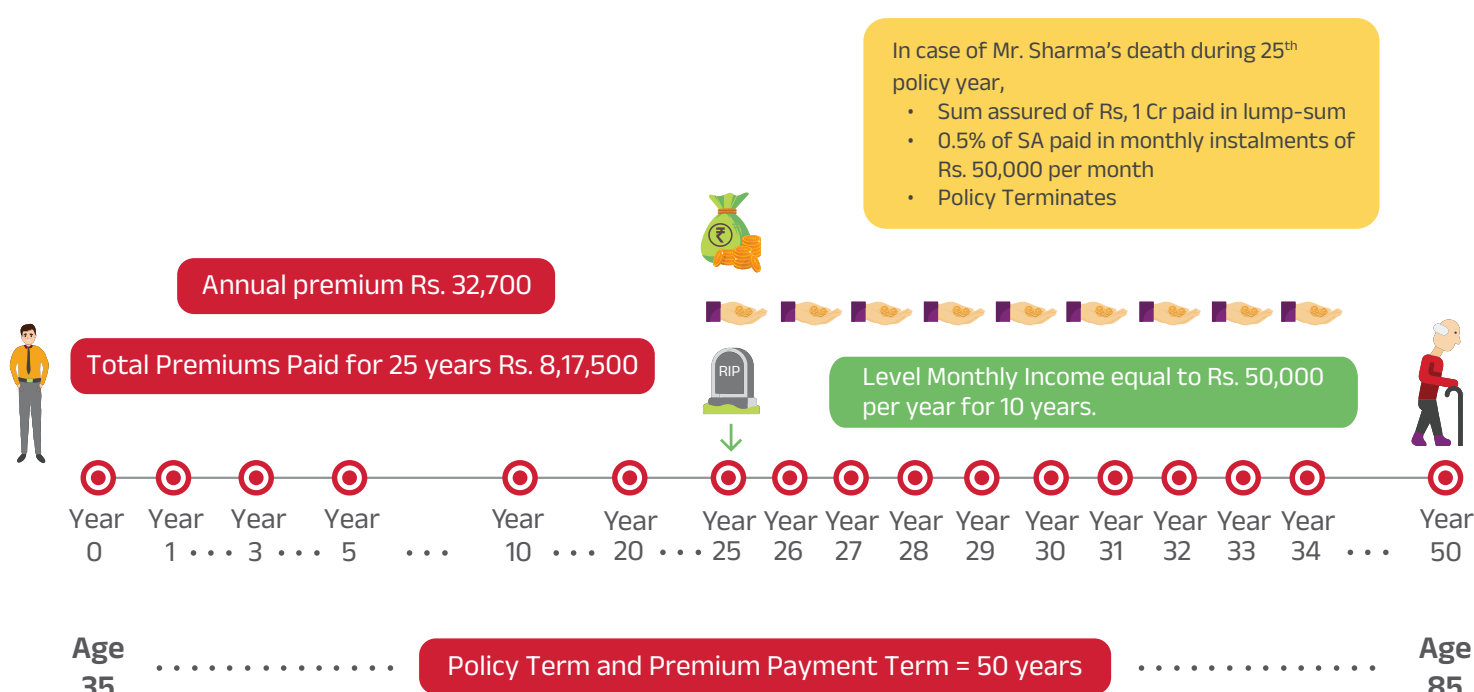 In case of Mr. Sharma's death during 25th
policy year,
• Sum assured of Rs, 1 Cr paid in lump-sum
• 0.5% of SA paid in monthly instalments of
Rs. 50,000 per month
• Policy Terminates
₹
Annual premium Rs. 32,700
Total Premiums Paid for 25 years Rs. 8,17,500
RIP
Level Monthly Income equal to Rs. 50,000
per year for 10 years.
Year Year Year Year Year Year Year Year Year Year Year Year Year Year Year Year Year
0 1 • • • 3 • • • 5 • • • 10 • • • 20 • • • 25 26 27 28 29 30 31 32 33 34 • • • 50
Age Age
35 85
Policy Term and Premium Payment Term = 50 years